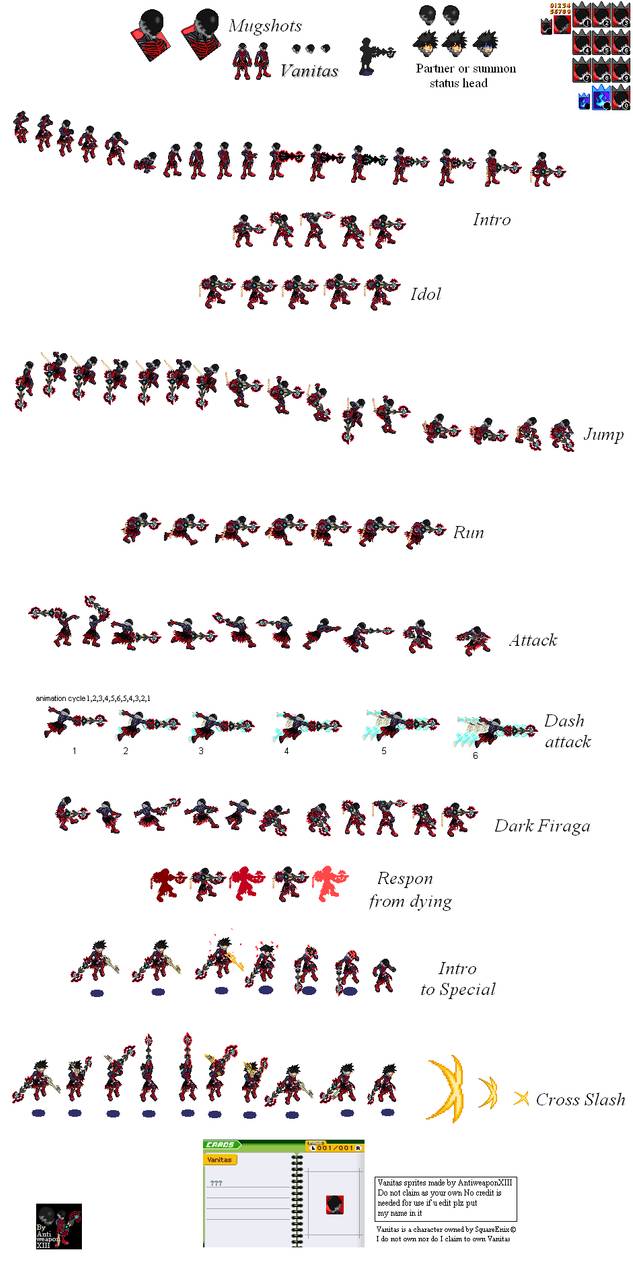 Mugshots
Vanitas
Partner or summon
status head
01234
56789
Intro
Idol
Jump
Run
Attack
animation cycle 1,2,3,4,5,6,5,4,3,2,1
1
2
3
4
5
6
Dash
attack
Dark Firaga
Respon
from dying
Intro
to Special
Cross Slash
CARDS
L 001/001 R
Vanitas
???
Vanitas sprites made by AntiweaponXIII
Do not claim as your own No credit is
needed for use if u edit plz put
my name in it
Vanitas is a character owned by SquareEnix©
I do not own nor do I claim to own Vanitas
By
Anti
weapon
XIII